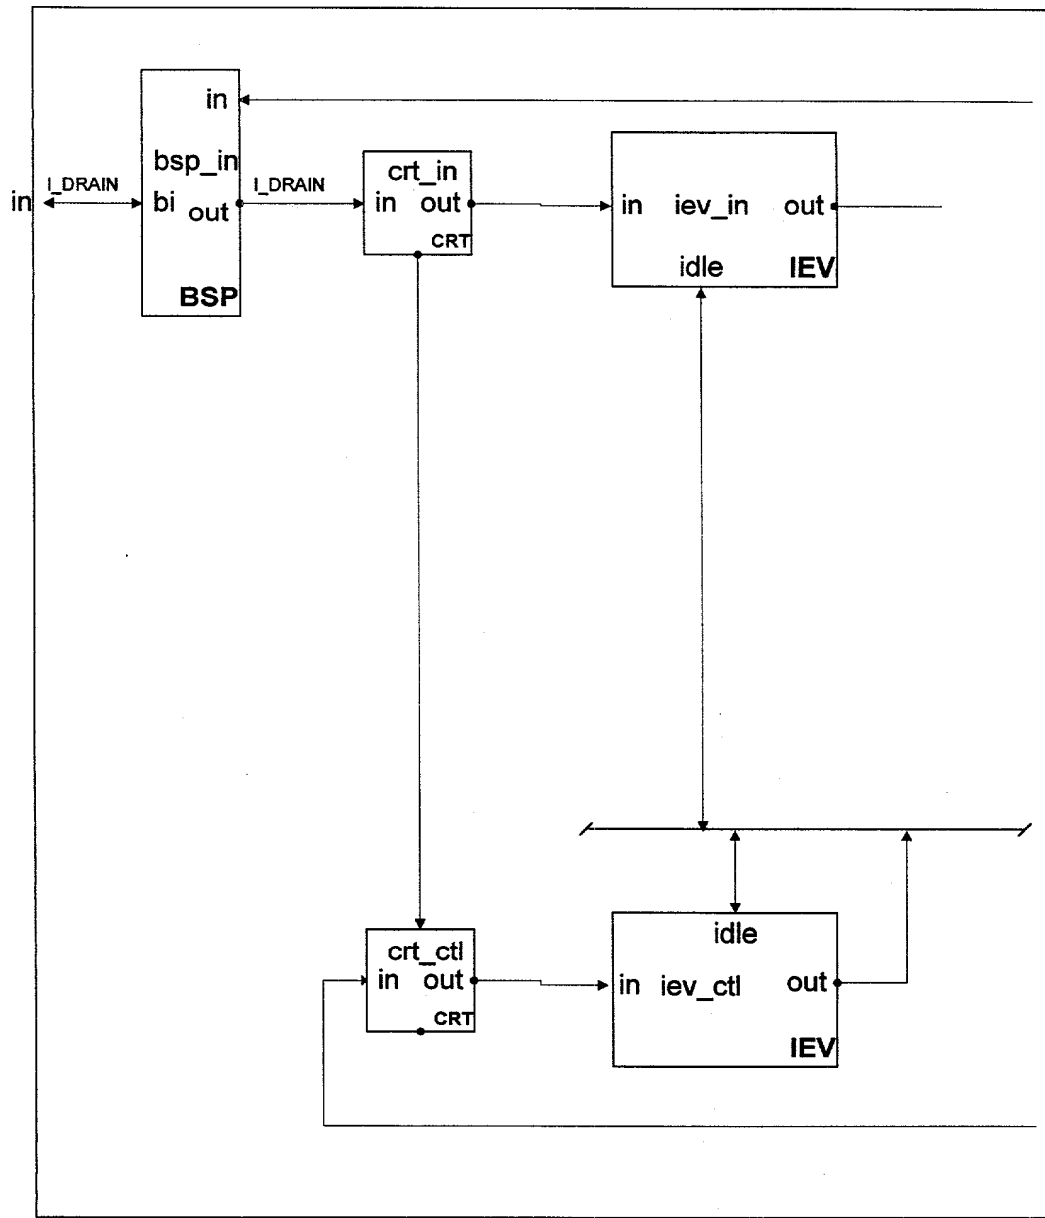 in
bsp_in
in I_DRAIN bi out I_DRAIN
BSP
crt_in
in out
CRT
in iev_in out
idle IEV
crt_ctl
in out
CRT
idle
in iev_ctl out
IEV